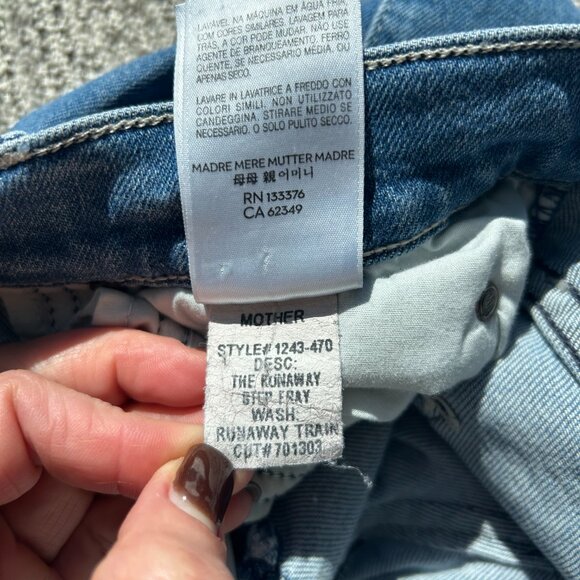 LAVÁVEL NA MÁQUINA EM ÁGUA FRIA
COM CORES SIMILARES. LAVAGEM PARA
TRÁS, A COR PODE MUDAR. NÃO USE
AGENTE DE BRANQUEAMENTO. FERRO
QUENTE, SE NECESSARIO MÉDIA, OU
APENAS SECO.
LAVARE IN LAVATRICE A FREDDO CON
COLORI SIMILI, NON UTILIZZATO
CANDEGGINA. STIRARE MEDIO SE
NECESSARIO. O SOLO PULITO SECCO.
MADRE MERE MUTTER MADRE
母母 親 어머니
RN 133376
CA 62349
MOTHER
STYLE# 1243-470
DESC:
THE RUNAWAY
STEP FRAY
WASH
RUNAWAY TRAIN
CUT# 701303